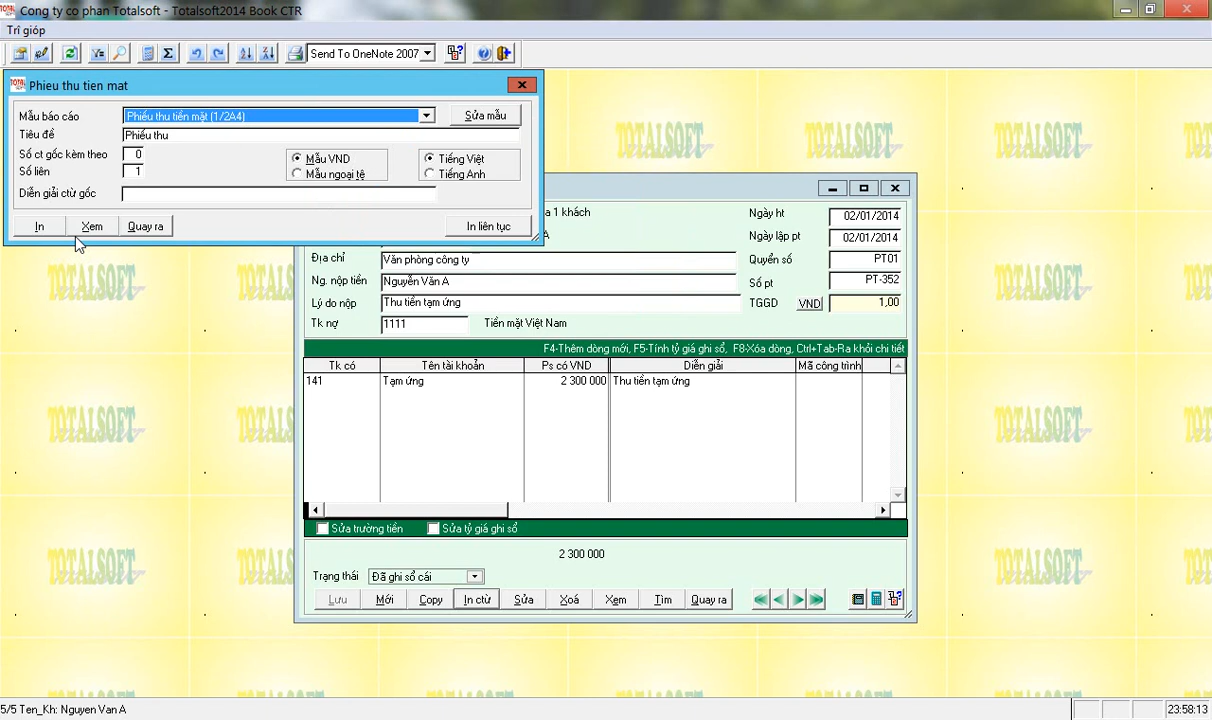 Cong ty co phan Totalsoft - Totalsoft2014 Book CTR
Trî gióp
Send To OneNote 2007
Phieu thu tien mat
Mẫu báo cáo
Phiếu thu tiền mặt (1/2A4)
Sửa mẫu
Tiêu đề
Phiếu thu
Số ct gốc kèm theo
0
Số liên
1
Mẫu VND
Mẫu ngoại tệ
Tiếng Việt
Tiếng Anh
Diễn giải ctừ gốc
In
Xem
Quay ra
In liên tục
a 1 khách
Ngày ht
02/01/2014
A
Ngày lập pt
02/01/2014
Địa chỉ
Văn phòng công ty
Quyển số
PT01
Ng. nộp tiền
Nguyễn Văn A
Số pt
PT-352
Lý do nộp
Thu tiền tạm ứng
TGGD
VND
1,00
Tk nợ
1111
Tiền mặt Việt Nam
F4-Thêm dòng mới, F5-Tính tỷ giá ghi sổ, F8-Xóa dòng, Ctrl+Tab-Ra khỏi chi tiết
Tk có
Tên tài khoản
Ps có VND
Diễn giải
Mã công trình
141
Tạm ứng
2 300 000
Thu tiền tạm ứng
Sửa trường tiền
Sửa tỷ giá ghi sổ
2 300 000
Trạng thái
Đã ghi sổ cái
Lưu
Mới
Copy
In ctừ
Sửa
Xoá
Xem
Tìm
Quay ra
TOTALSOFT
5/5 Ten_Kh: Nguyen Van A
23:58:13